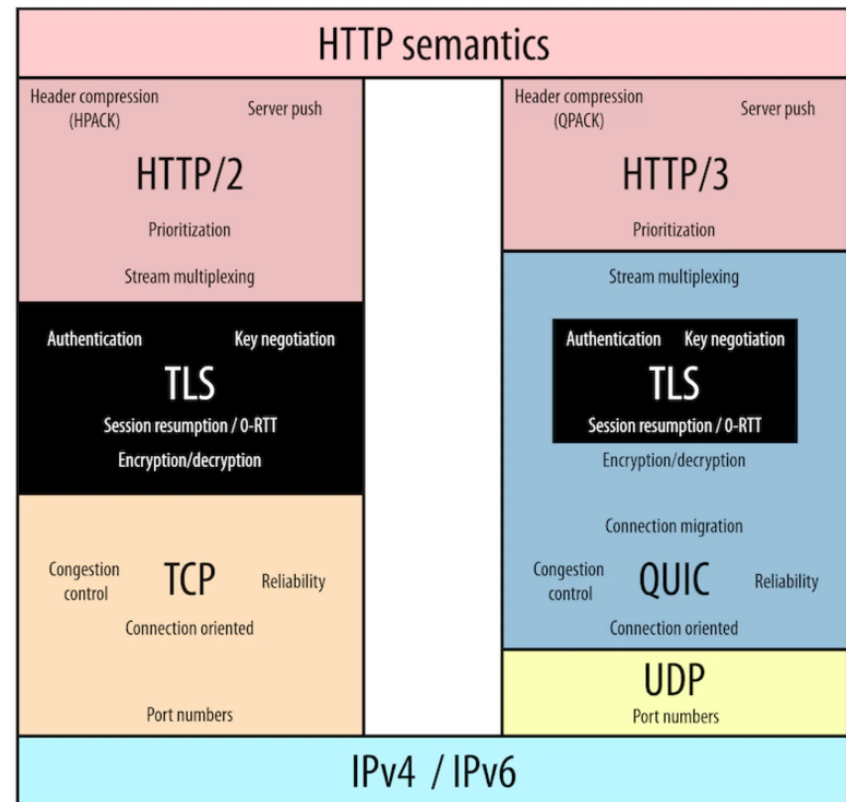 HTTP semantics
Header compression
(HPACK)
Server push
HTTP/2
Prioritization
Stream multiplexing
Authentication
Key negotiation
TLS
Session resumption / 0-RTT
Encryption/decryption
Congestion
control
TCP
Reliability
Connection oriented
Port numbers
Header compression
(QPACK)
Server push
HTTP/3
Prioritization
Stream multiplexing
Authentication
Key negotiation
TLS
Session resumption / 0-RTT
Encryption/decryption
Connection migration
Congestion
control
QUIC
Reliability
Connection oriented
UDP
Port numbers
IPv4 / IPv6